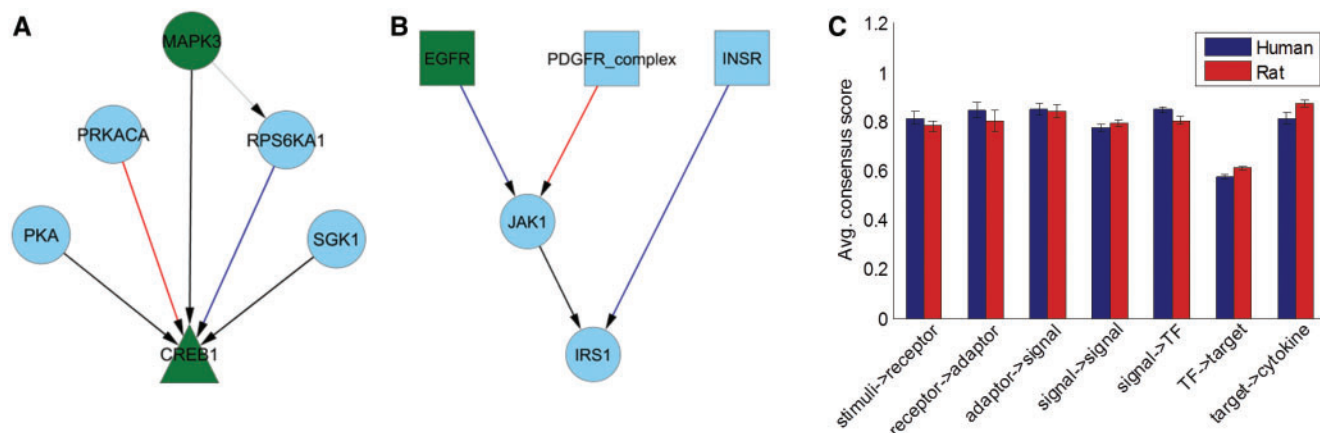 A
MAPK3
PRKACA
RPS6KA1
PKA
SGK1
CREB1
B
EGFR
PDGFR_complex
INSR
JAK1
IRS1
C
Avg. consensus score
1.2
1
0.8
0.6
0.4
0.2
0
Human
Rat
stimuli->receptor
receptor->adaptor
adaptor->signal
signal->signal
signal->TF
TF->target
target->cytokine